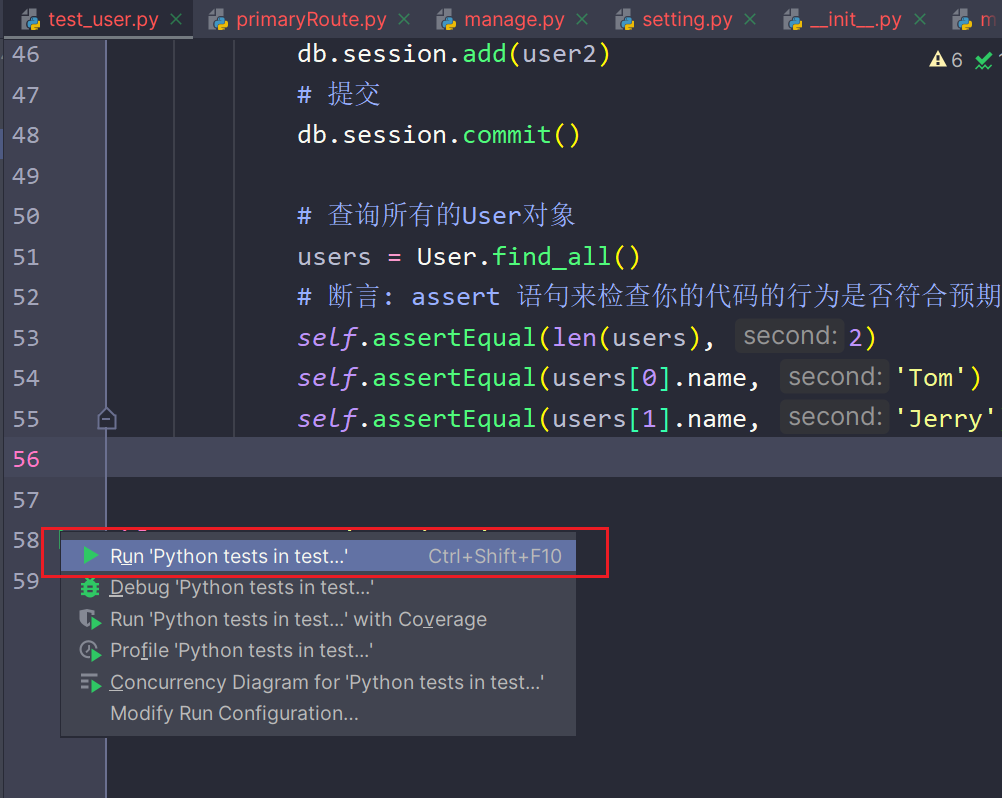 test_user.py primaryRoute.py manage.py setting.py __init__.py m
46 db.session.add(user2) 6
47 # 提交
48 db.session.commit()
49
50 # 查询所有的User对象
51 users = User.find_all()
52 # 断言: assert 语句来检查你的代码的行为是否符合预期
53 self.assertEqual(len(users), second: 2)
54 self.assertEqual(users[0].name, second: 'Tom')
55 self.assertEqual(users[1].name, second: 'Jerry'
56
57
58
Run 'Python tests in test...' Ctrl+Shift+F10
59
Debug 'Python tests in test...'
Run 'Python tests in test...' with Coverage
Profile 'Python tests in test...'
Concurrency Diagram for 'Python tests in test...'
Modify Run Configuration...